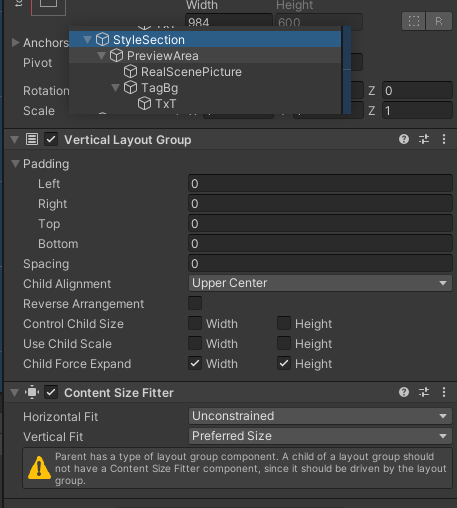 Width Height
984 600
R
Anchors
StyleSection
Pivot
PreviewArea
RealScenePicture
TagBg
TxT
Rotation Z 0
Scale Z 1
Vertical Layout Group
Padding
Left 0
Right 0
Top 0
Bottom 0
Spacing 0
Child Alignment Upper Center
Reverse Arrangement
Control Child Size Width Height
Use Child Scale Width Height
Child Force Expand Width Height
Content Size Fitter
Horizontal Fit Unconstrained
Vertical Fit Preferred Size
Parent has a type of layout group component. A child of a layout group should
not have a Content Size Fitter component, since it should be driven by the layout
group.